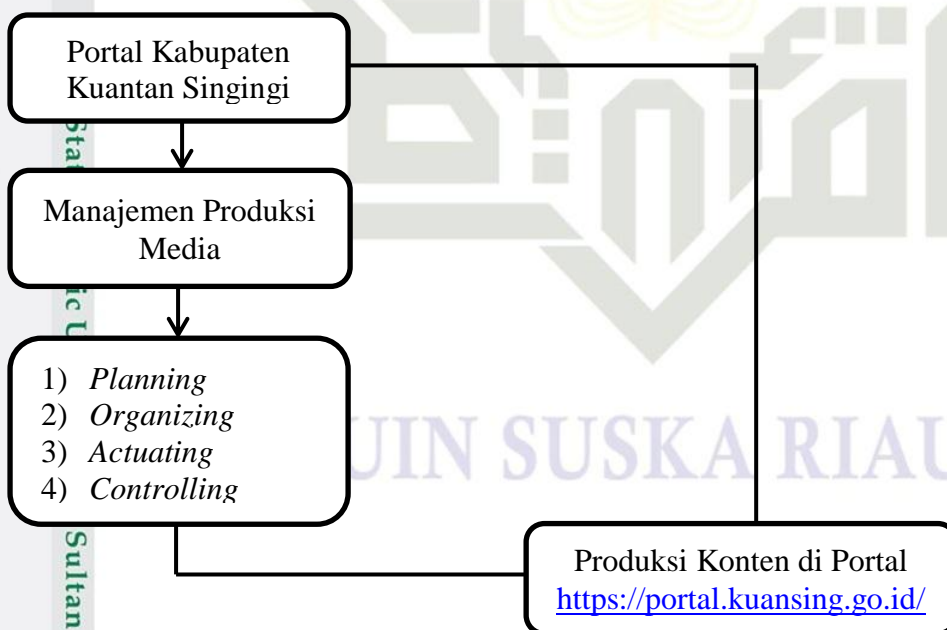 Portal Kabupaten
Kuantan Singingi
Manajemen Produksi
Media
1) Planning
2) Organizing
3) Actuating
4) Controlling
Produksi Konten di Portal
https://portal.kuansing.go.id/
UIN SUSKA RIAU
Sultan